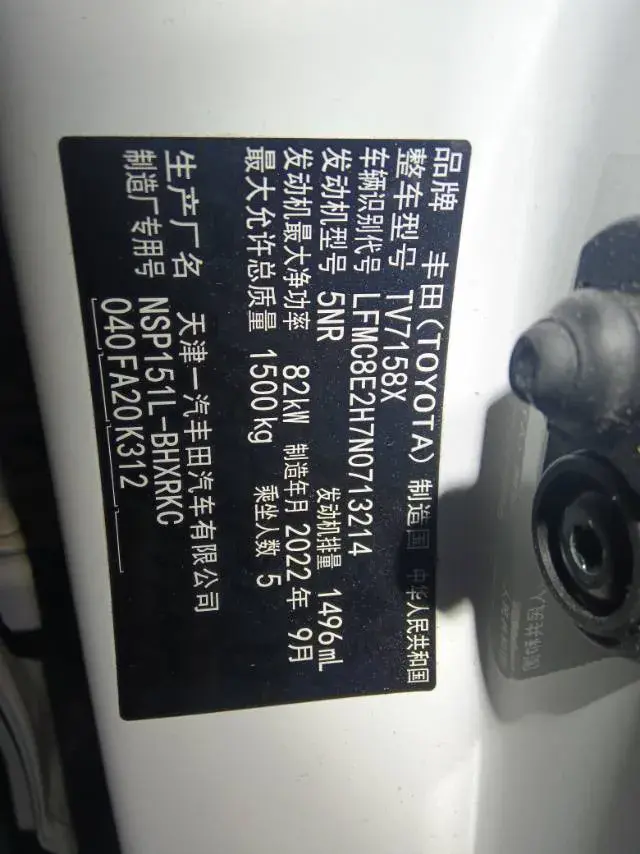 品牌 丰田(TOYOTA) 制造国 中华人民共和国
整车型号 TV7158X
车辆识别代号 LFMC8E2H7N0713214
发动机型号 5NR 发动机排量 1496mL
发动机最大净功率 82kW 制造年月 2022年 9月
最大允许总质量 1500kg 乘坐人数 5
生产厂名 天津一汽丰田汽车有限公司
制造厂专用号 NSP151L-BHXRKC
040FA20K312